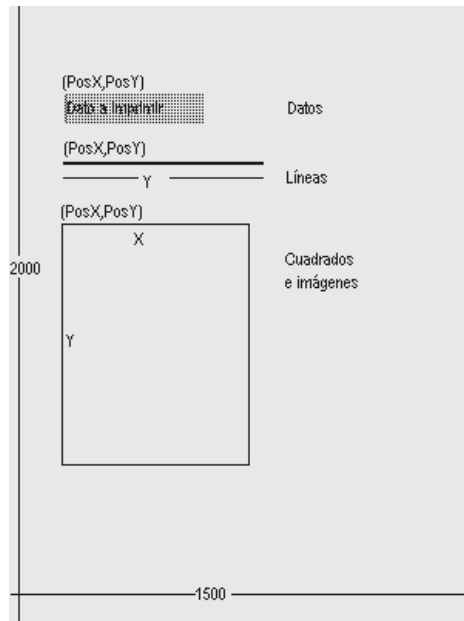 (PosX,PosY)
Dato a Imprimir
Datos
(PosX,PosY)
Y
Líneas
(PosX,PosY)
X
Cuadrados
e imágenes
2000
Y
1500